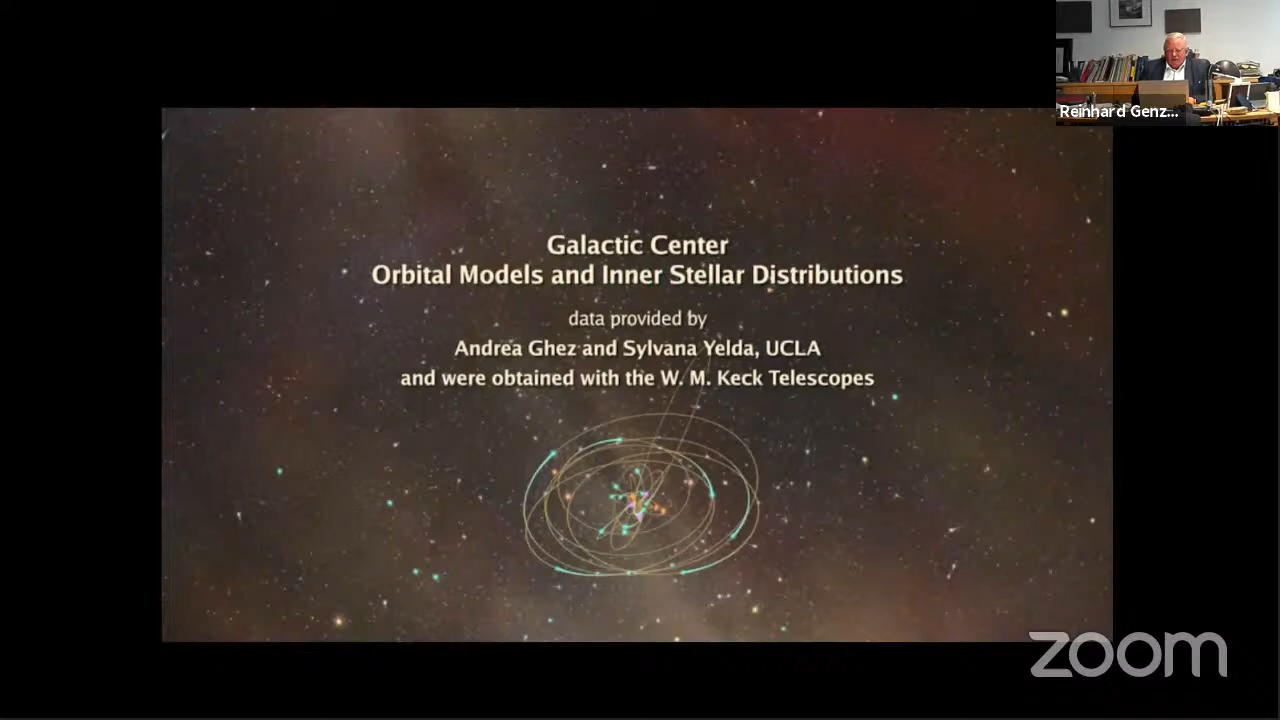 Reinhard Genz...
Galactic Center
Orbital Models and Inner Stellar Distributions
data provided by
Andrea Ghez and Sylvana Yelda, UCLA
and were obtained with the W. M. Keck Telescopes
zoom